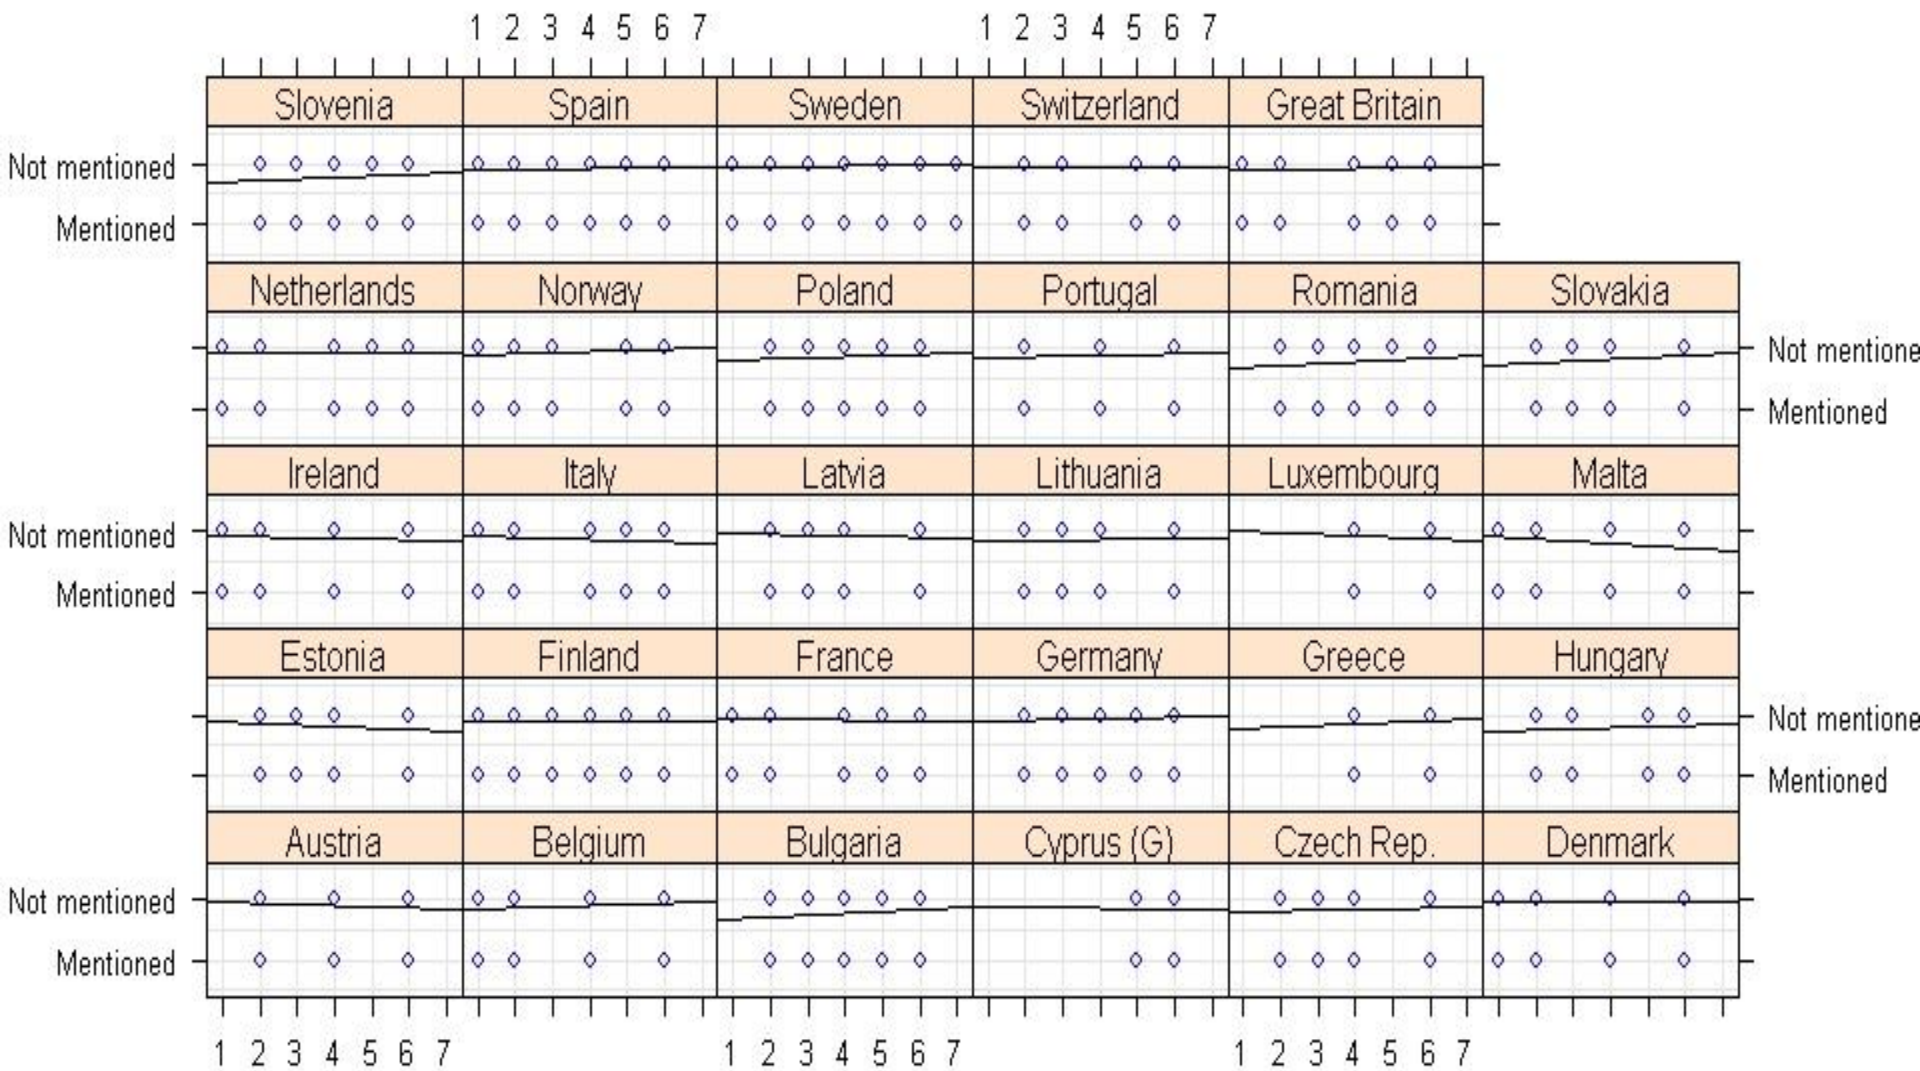 1 2 3 4 5 6 7 1 2 3 4 5 6 7
Slovenia Spain Sweden Switzerland Great Britain
Not mentioned
Mentioned
Netherlands Norway Poland Portugal Romania Slovakia
Not mentione
Mentioned
Ireland Italy Latvia Lithuania Luxembourg Malta
Not mentioned
Mentioned
Estonia Finland France Germany Greece Hungary
Not mentione
Mentioned
Austria Belgium Bulgaria Cyprus (G) Czech Rep. Denmark
Not mentioned
Mentioned
1 2 3 4 5 6 7 1 2 3 4 5 6 7 1 2 3 4 5 6 7